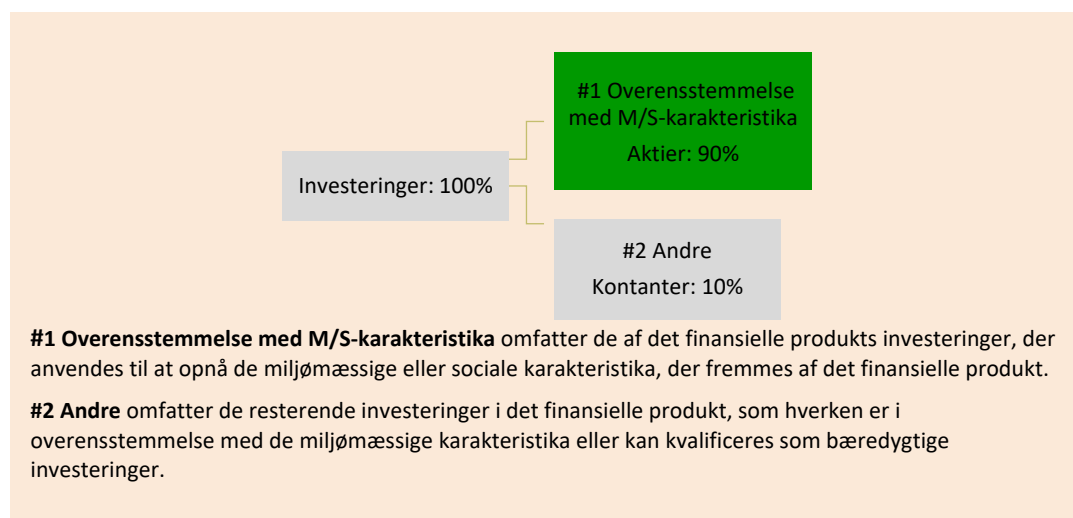 #1 Overensstemmelse
med M/S-karakteristika
Aktier: 90%
Investeringer: 100%
#2 Andre
Kontanter: 10%
#1 Overensstemmelse med M/S-karakteristika omfatter de af det finansielle produkts investeringer, der
anvendes til at opnå de miljømæssige eller sociale karakteristika, der fremmes af det finansielle produkt.
#2 Andre omfatter de resterende investeringer i det finansielle produkt, som hverken er i
overensstemmelse med de miljømæssige karakteristika eller kan kvalificeres som bæredygtige
investeringer.